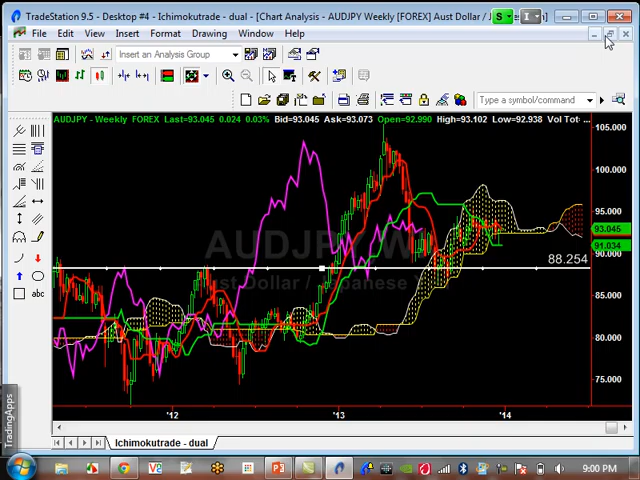 TradeStation 9.5 - Desktop #4 - Ichimokutrade - dual - [Chart Analysis - AUDJPY Weekly [FOREX] Aust Dollar / J
S
I
File Edit View Insert Format Drawing Window Help
Insert an Analysis Group
Type a symbol/command
AUDJPY - Weekly FOREX Last=93.045 0.024 0.03% Bid=93.045 Ask=93.073 Open=92.990 High=93.102 Low=92.938 Vol Tot-
105.000
100.000
95.000
93.045
91.034
88.254
85.000
80.000
75.000
AUDJPY W
abc
'12
'13
'14
TradingApps
Ichimokutrade - dual
9:00 PM